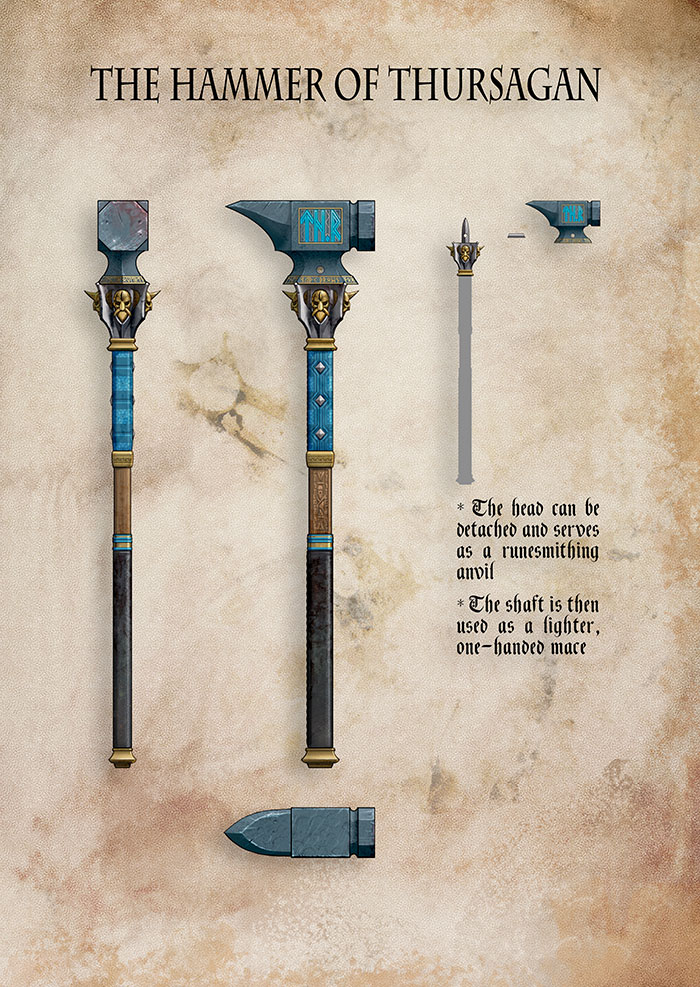 THE HAMMER OF THURSAGAN
* The head can be
detached and serves
as a runesmithing
anvil
* The shaft is then
used as a lighter,
one-handed mace